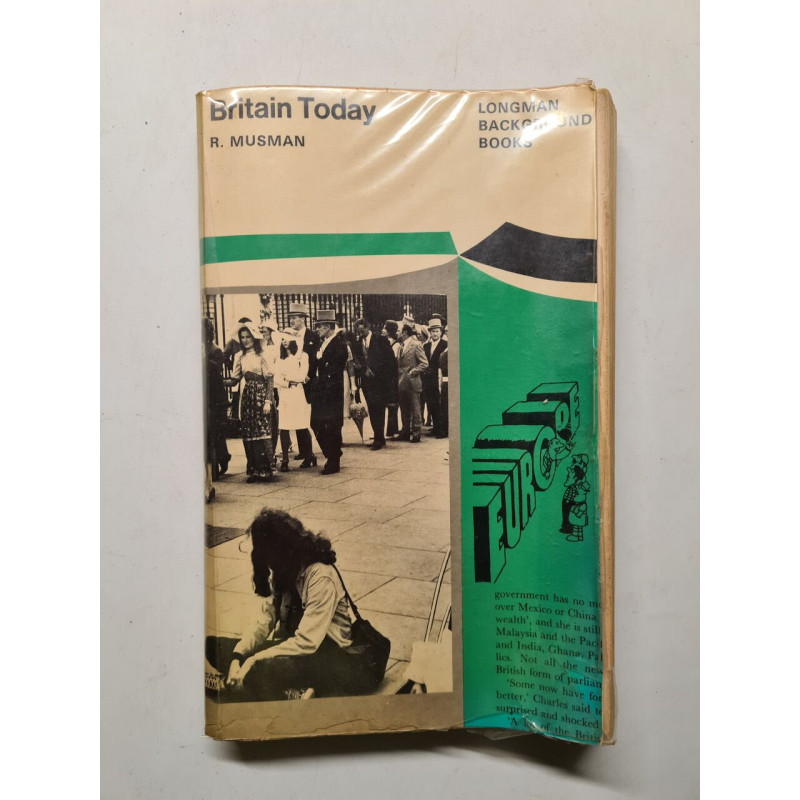 Britain Today
R. MUSMAN
LONGMAN
BACKGROUND
BOOKS
EUROPE
government has no
over Mexico or China
wealth', and she is still
Malaysia and the
and India, Ghana,
lics. Not all the
British form of
'Some now have
better,' Charles said
surprised and shocked
of the